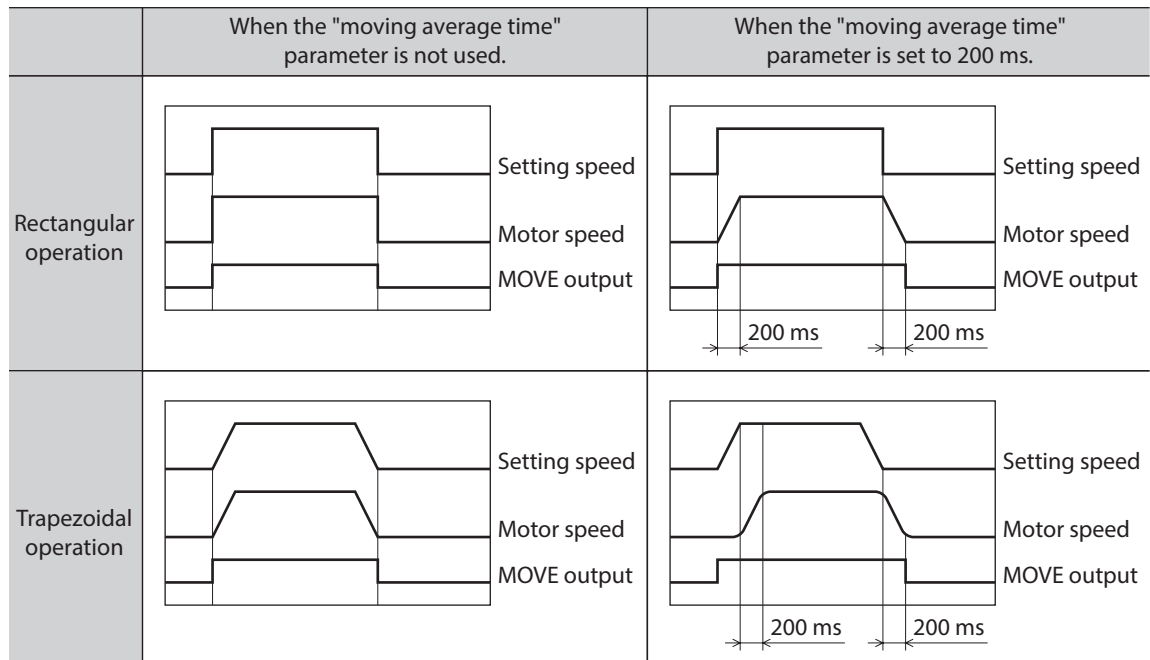 When the "moving average time"
parameter is not used.
When the "moving average time"
parameter is set to 200 ms.
Rectangular
operation
Setting speed
Motor speed
MOVE output
Setting speed
Motor speed
MOVE output
200 ms
200 ms
Trapezoidal
operation
Setting speed
Motor speed
MOVE output
Setting speed
Motor speed
MOVE output
200 ms
200 ms